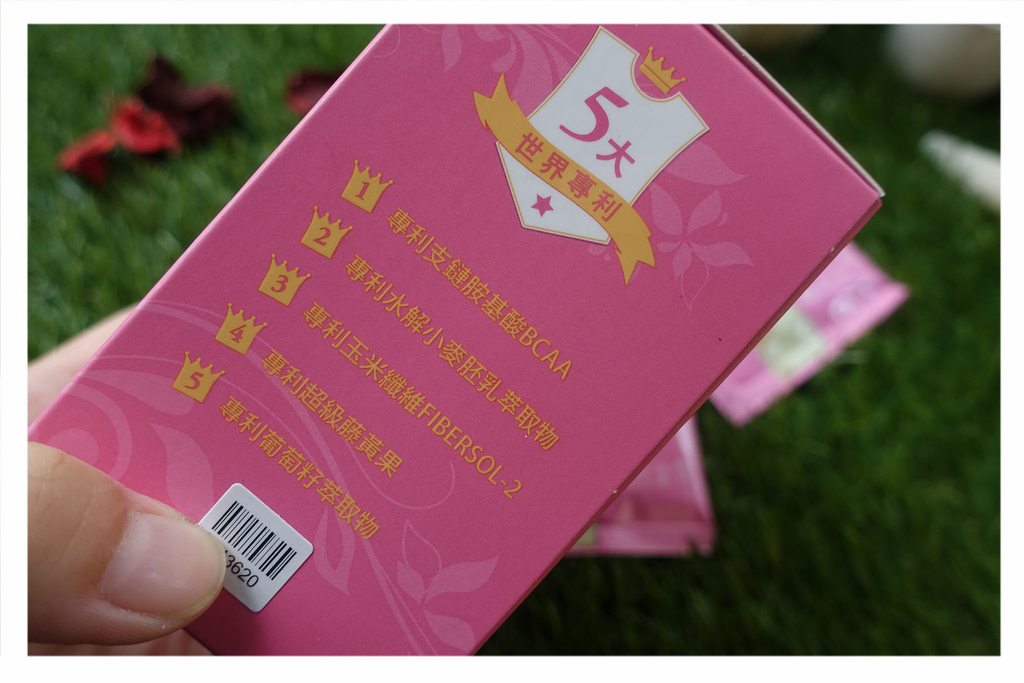 5大
世界專利
1 專利支鏈胺基酸BCAA
2 專利水解小麥胚乳萃取物
3 專利玉米纖維FIBERSOL-2
4 專利超級藤黃果
5 專利葡萄籽萃取物
3620